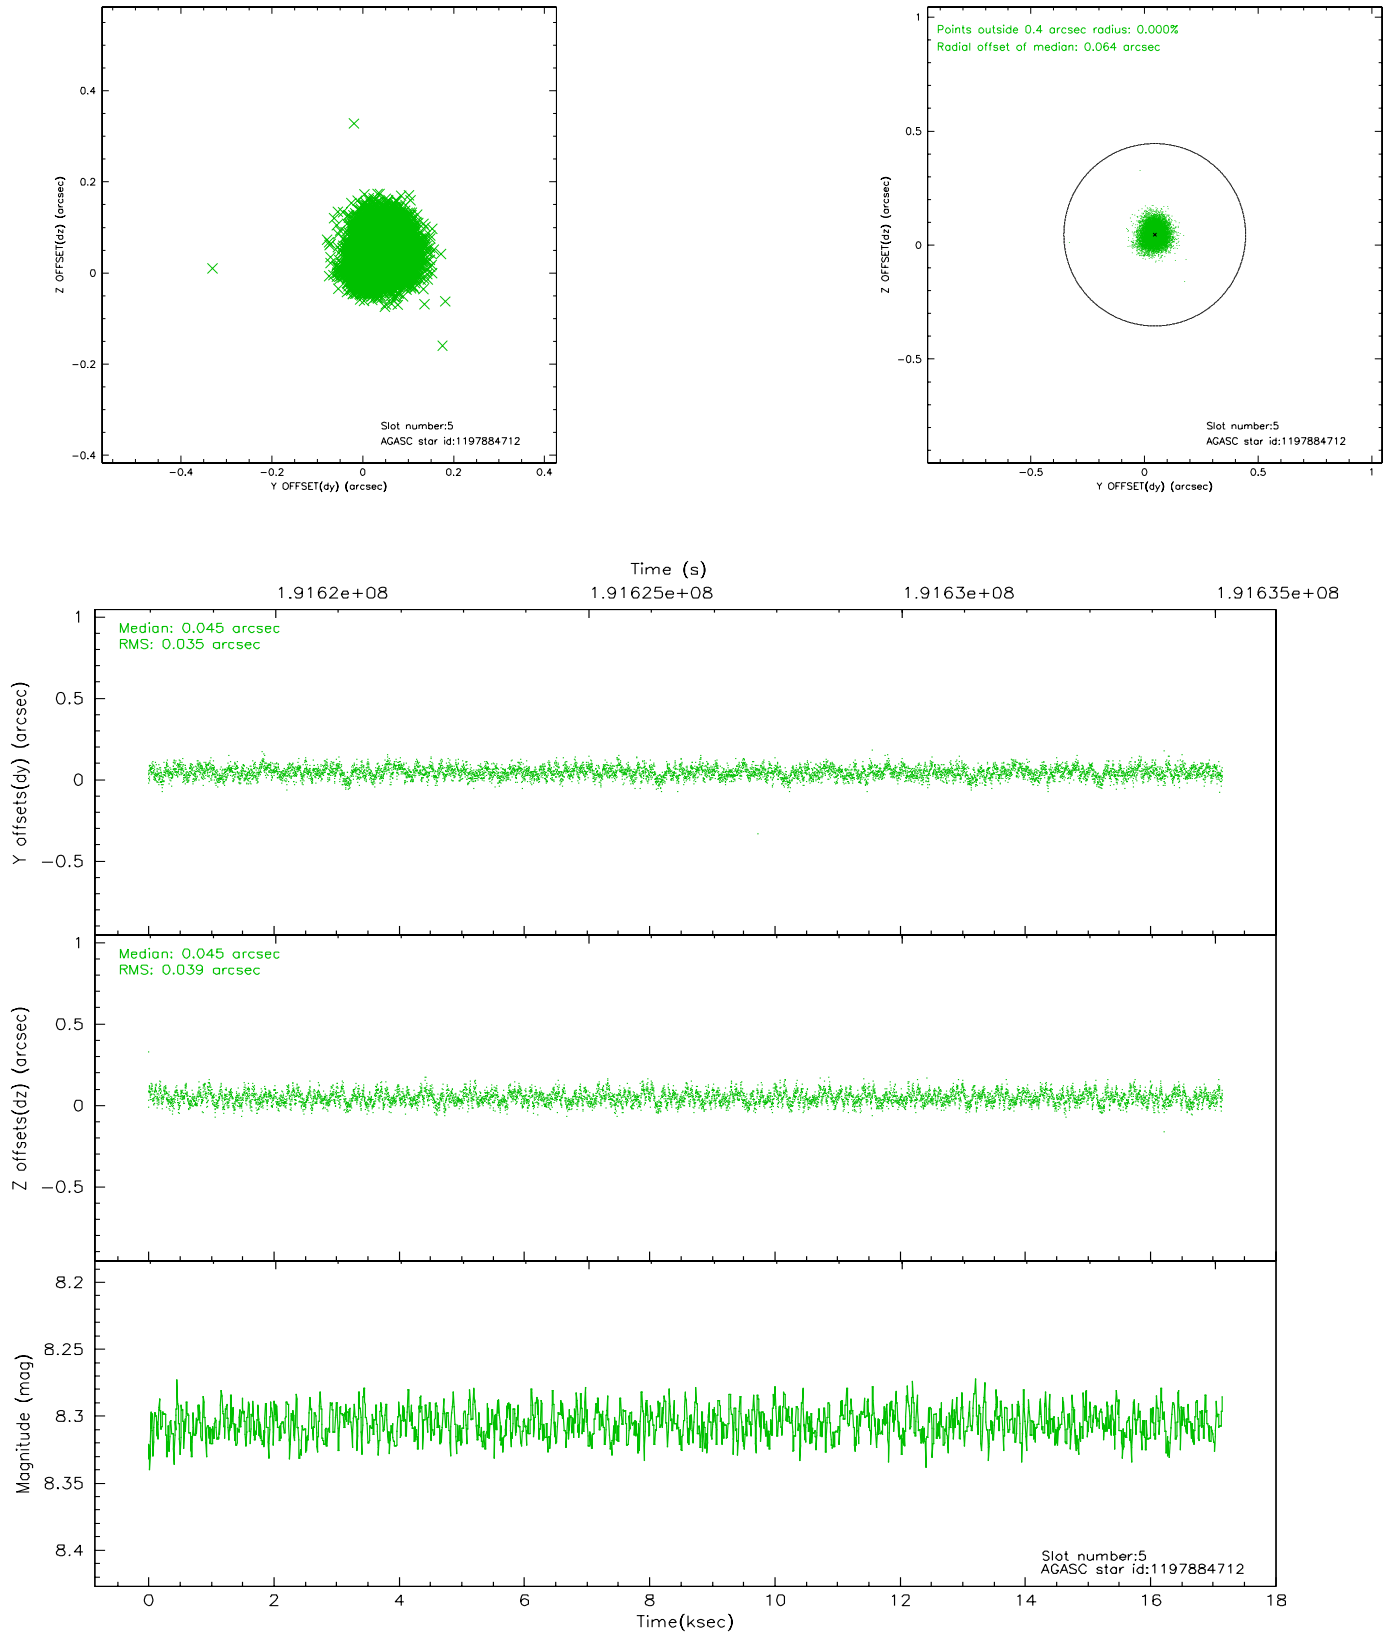 0.4
0.2
0
−0.2
−0.4
Z OFFSET(dz) (arcsec)
Slot number:5
AGASC star id:1197884712
−0.4
−0.2
0
0.2
0.4
Y OFFSET(dy) (arcsec)
Points outside 0.4 arcsec radius: 0.000%
Radial offset of median: 0.064 arcsec
1
0.5
0
−0.5
Z OFFSET(dz) (arcsec)
Slot number:5
AGASC star id:1197884712
−0.5
0
0.5
1
Y OFFSET(dy) (arcsec)
Time (s)
1.9162e+08
1.91625e+08
1.9163e+08
1.91635e+08
Median: 0.045 arcsec
RMS: 0.035 arcsec
1
0.5
0
−0.5
Y offsets(dy) (arcsec)
Median: 0.045 arcsec
RMS: 0.039 arcsec
1
0.5
0
−0.5
Z offsets(dz) (arcsec)
8.2
8.25
8.3
8.35
8.4
Magnitude (mag)
Slot number:5
AGASC star id:1197884712
0
2
4
6
8
10
12
14
16
18
Time(ksec)